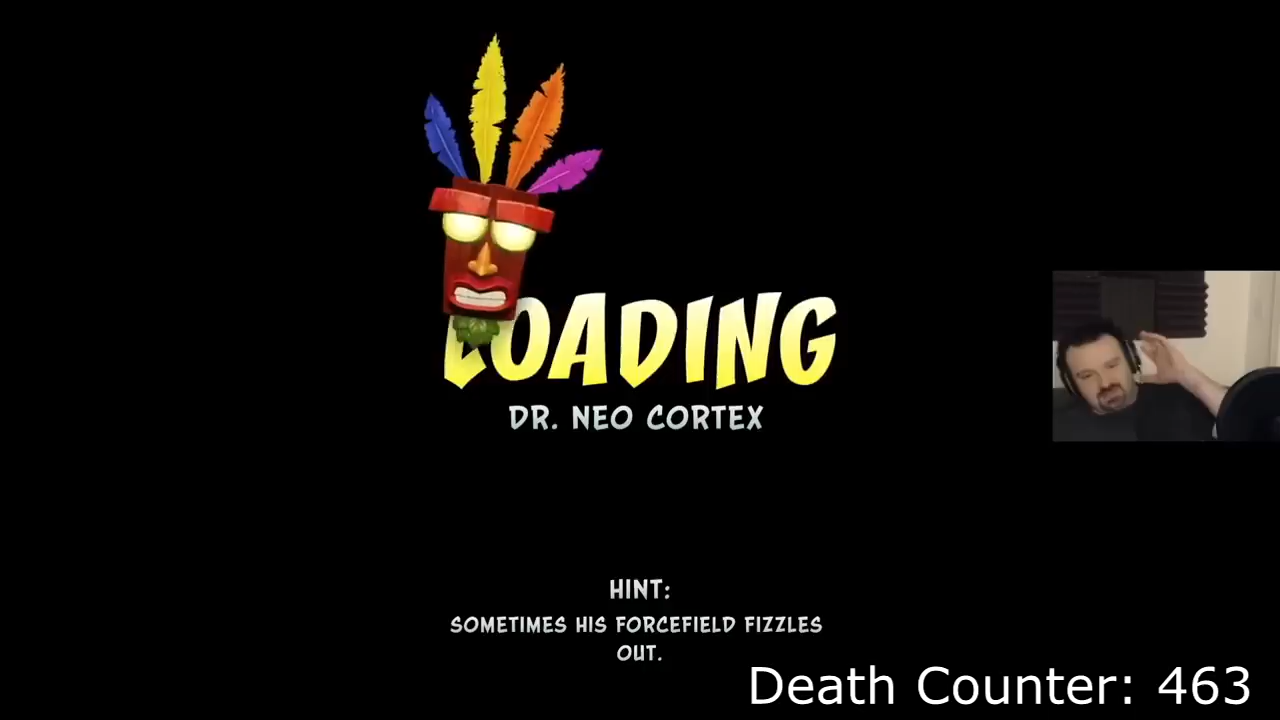 LOADING
DR. NEO CORTEX
HINT:
SOMETIMES HIS FORCEFIELD FIZZLES
OUT.
Death Counter: 463